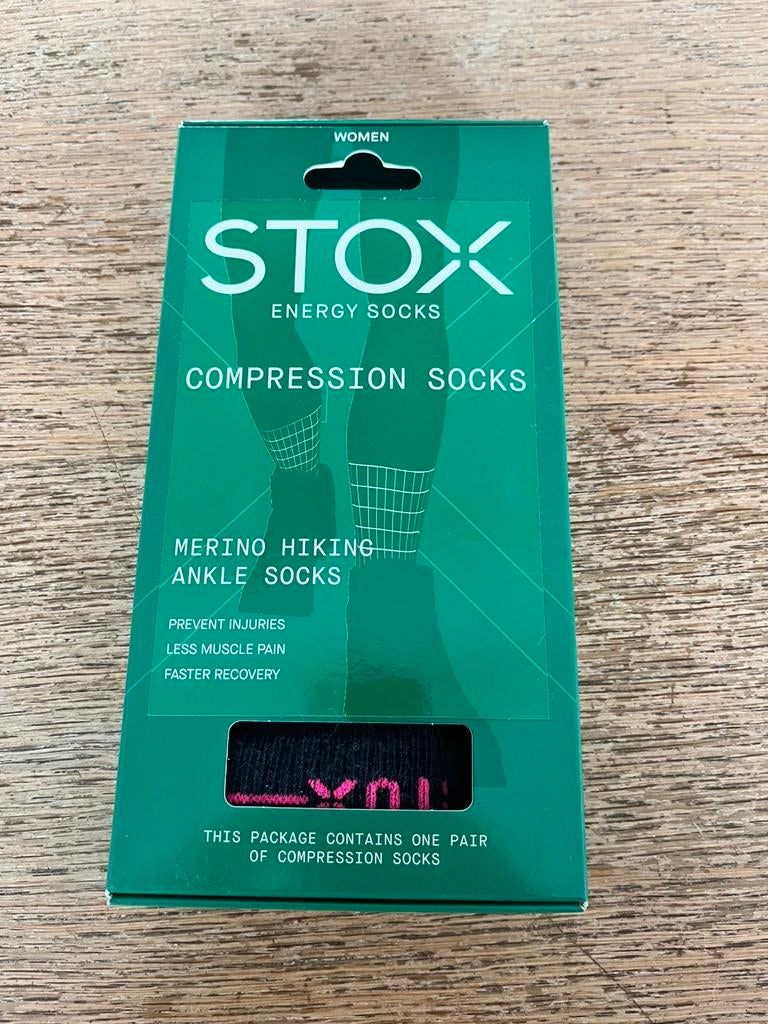 WOMEN
STOX
ENERGY SOCKS
COMPRESSION SOCKS
MERINO HIKING
ANKLE SOCKS
PREVENT INJURIES
LESS MUSCLE PAIN
FASTER RECOVERY
THIS PACKAGE CONTAINS ONE PAIR
OF COMPRESSION SOCKS